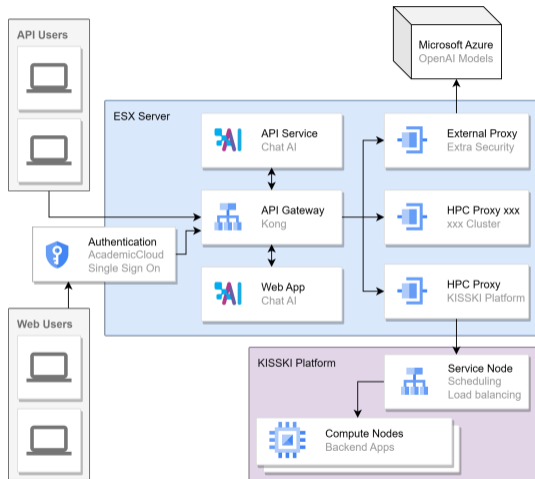 API Users
Microsoft Azure
OpenAI Models
ESX Server
AI
API Service
Chat AI
External Proxy
Extra Security
API Gateway
Kong
HPC Proxy xxx
xxx Cluster
Authentication
AcademicCloud
Single Sign On
AI
Web App
Chat AI
HPC Proxy
KISSKI Platform
Web Users
KISSKI Platform
Service Node
Scheduling
Load balancing
Compute Nodes
Backend Apps